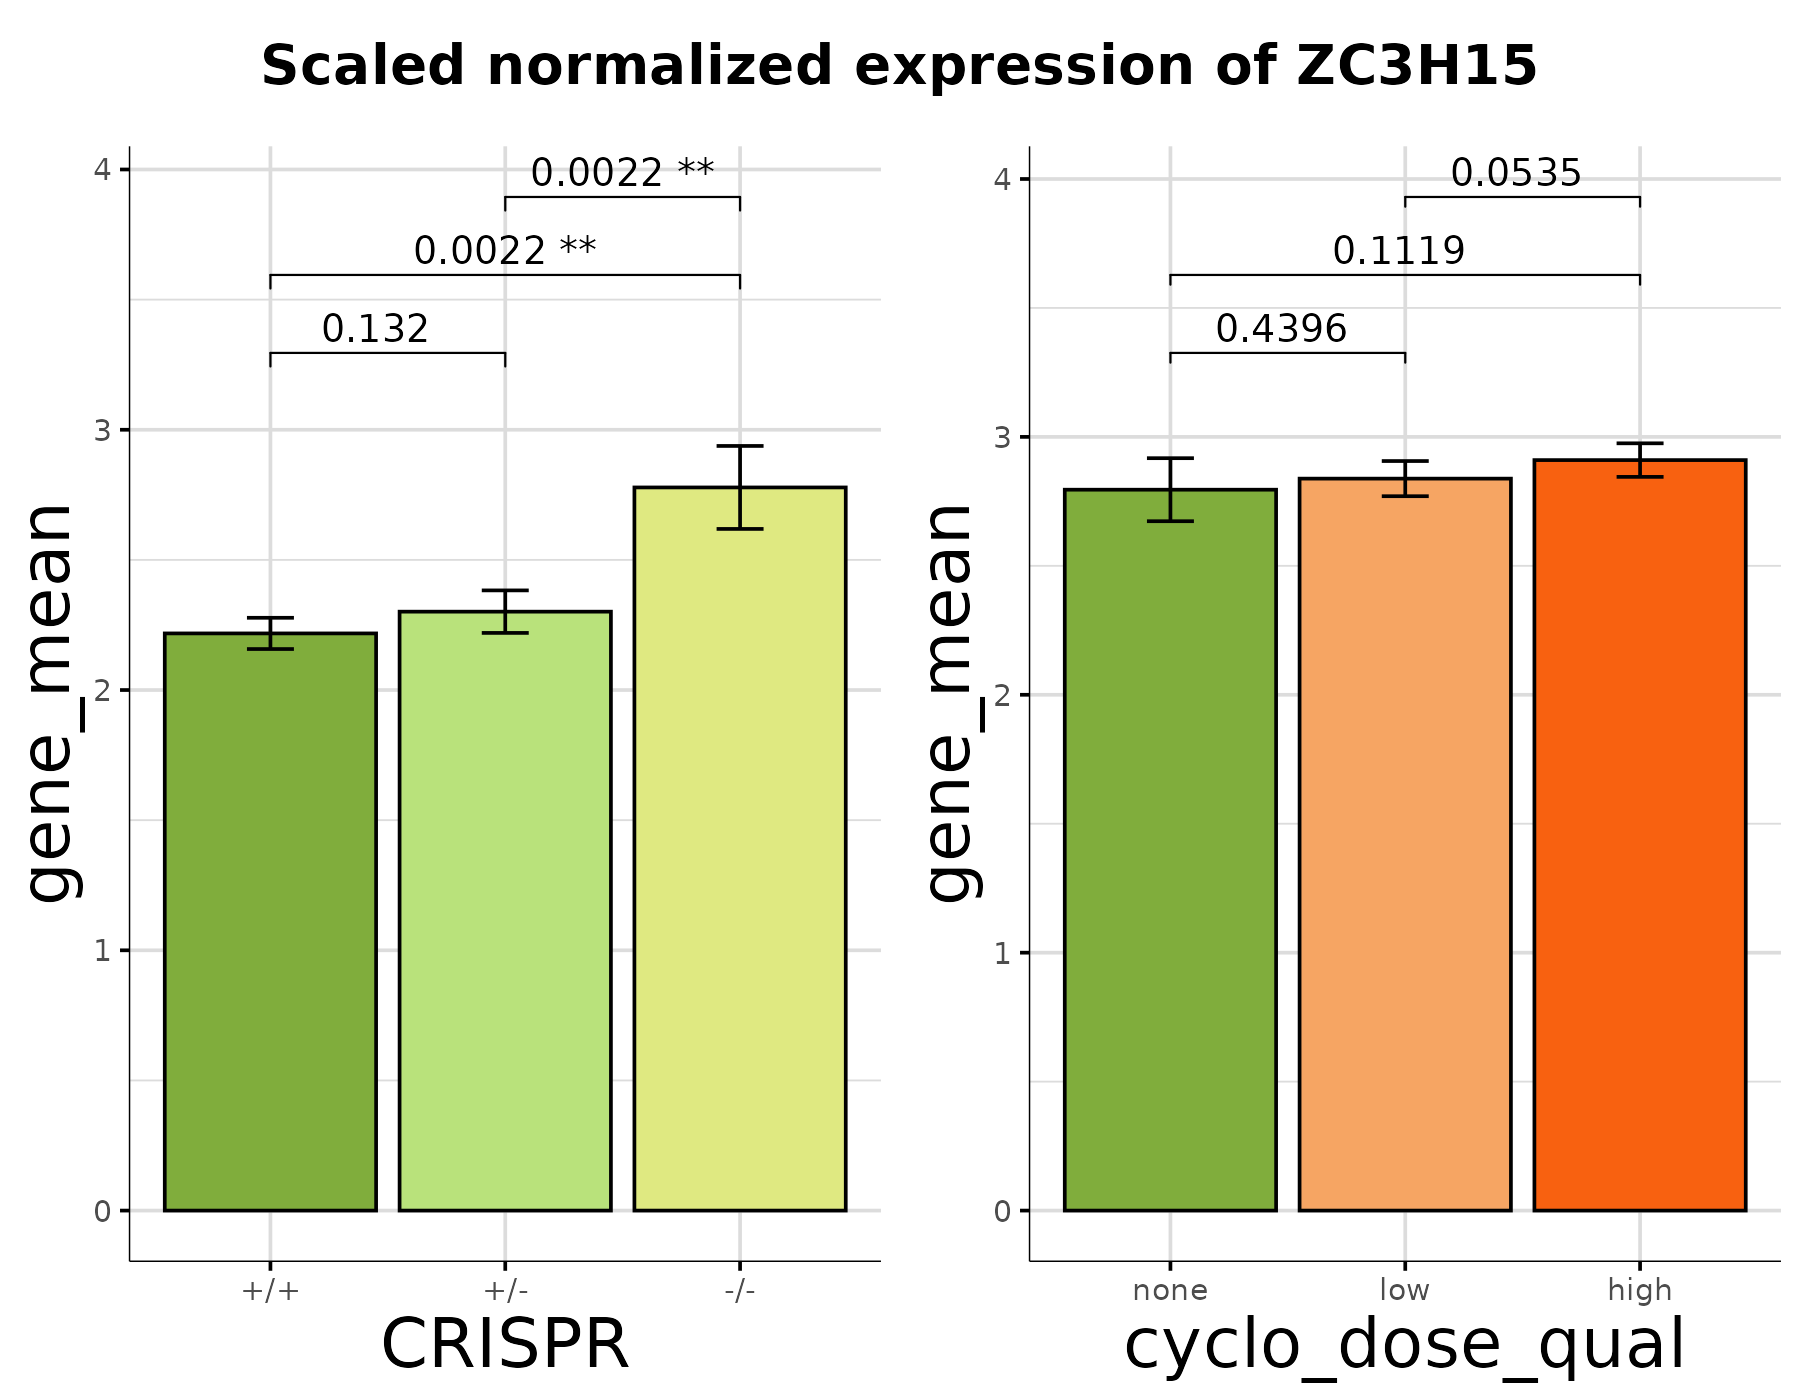 Scaled normalized expression of ZC3H15
gene_mean
4
3
2
1
0
0.0022 **
0.0022 **
0.132
+/+ +/- -/-
CRISPR
gene_mean
4
3
2
1
0
0.0535
0.1119
0.4396
none low high
cyclo_dose_qual